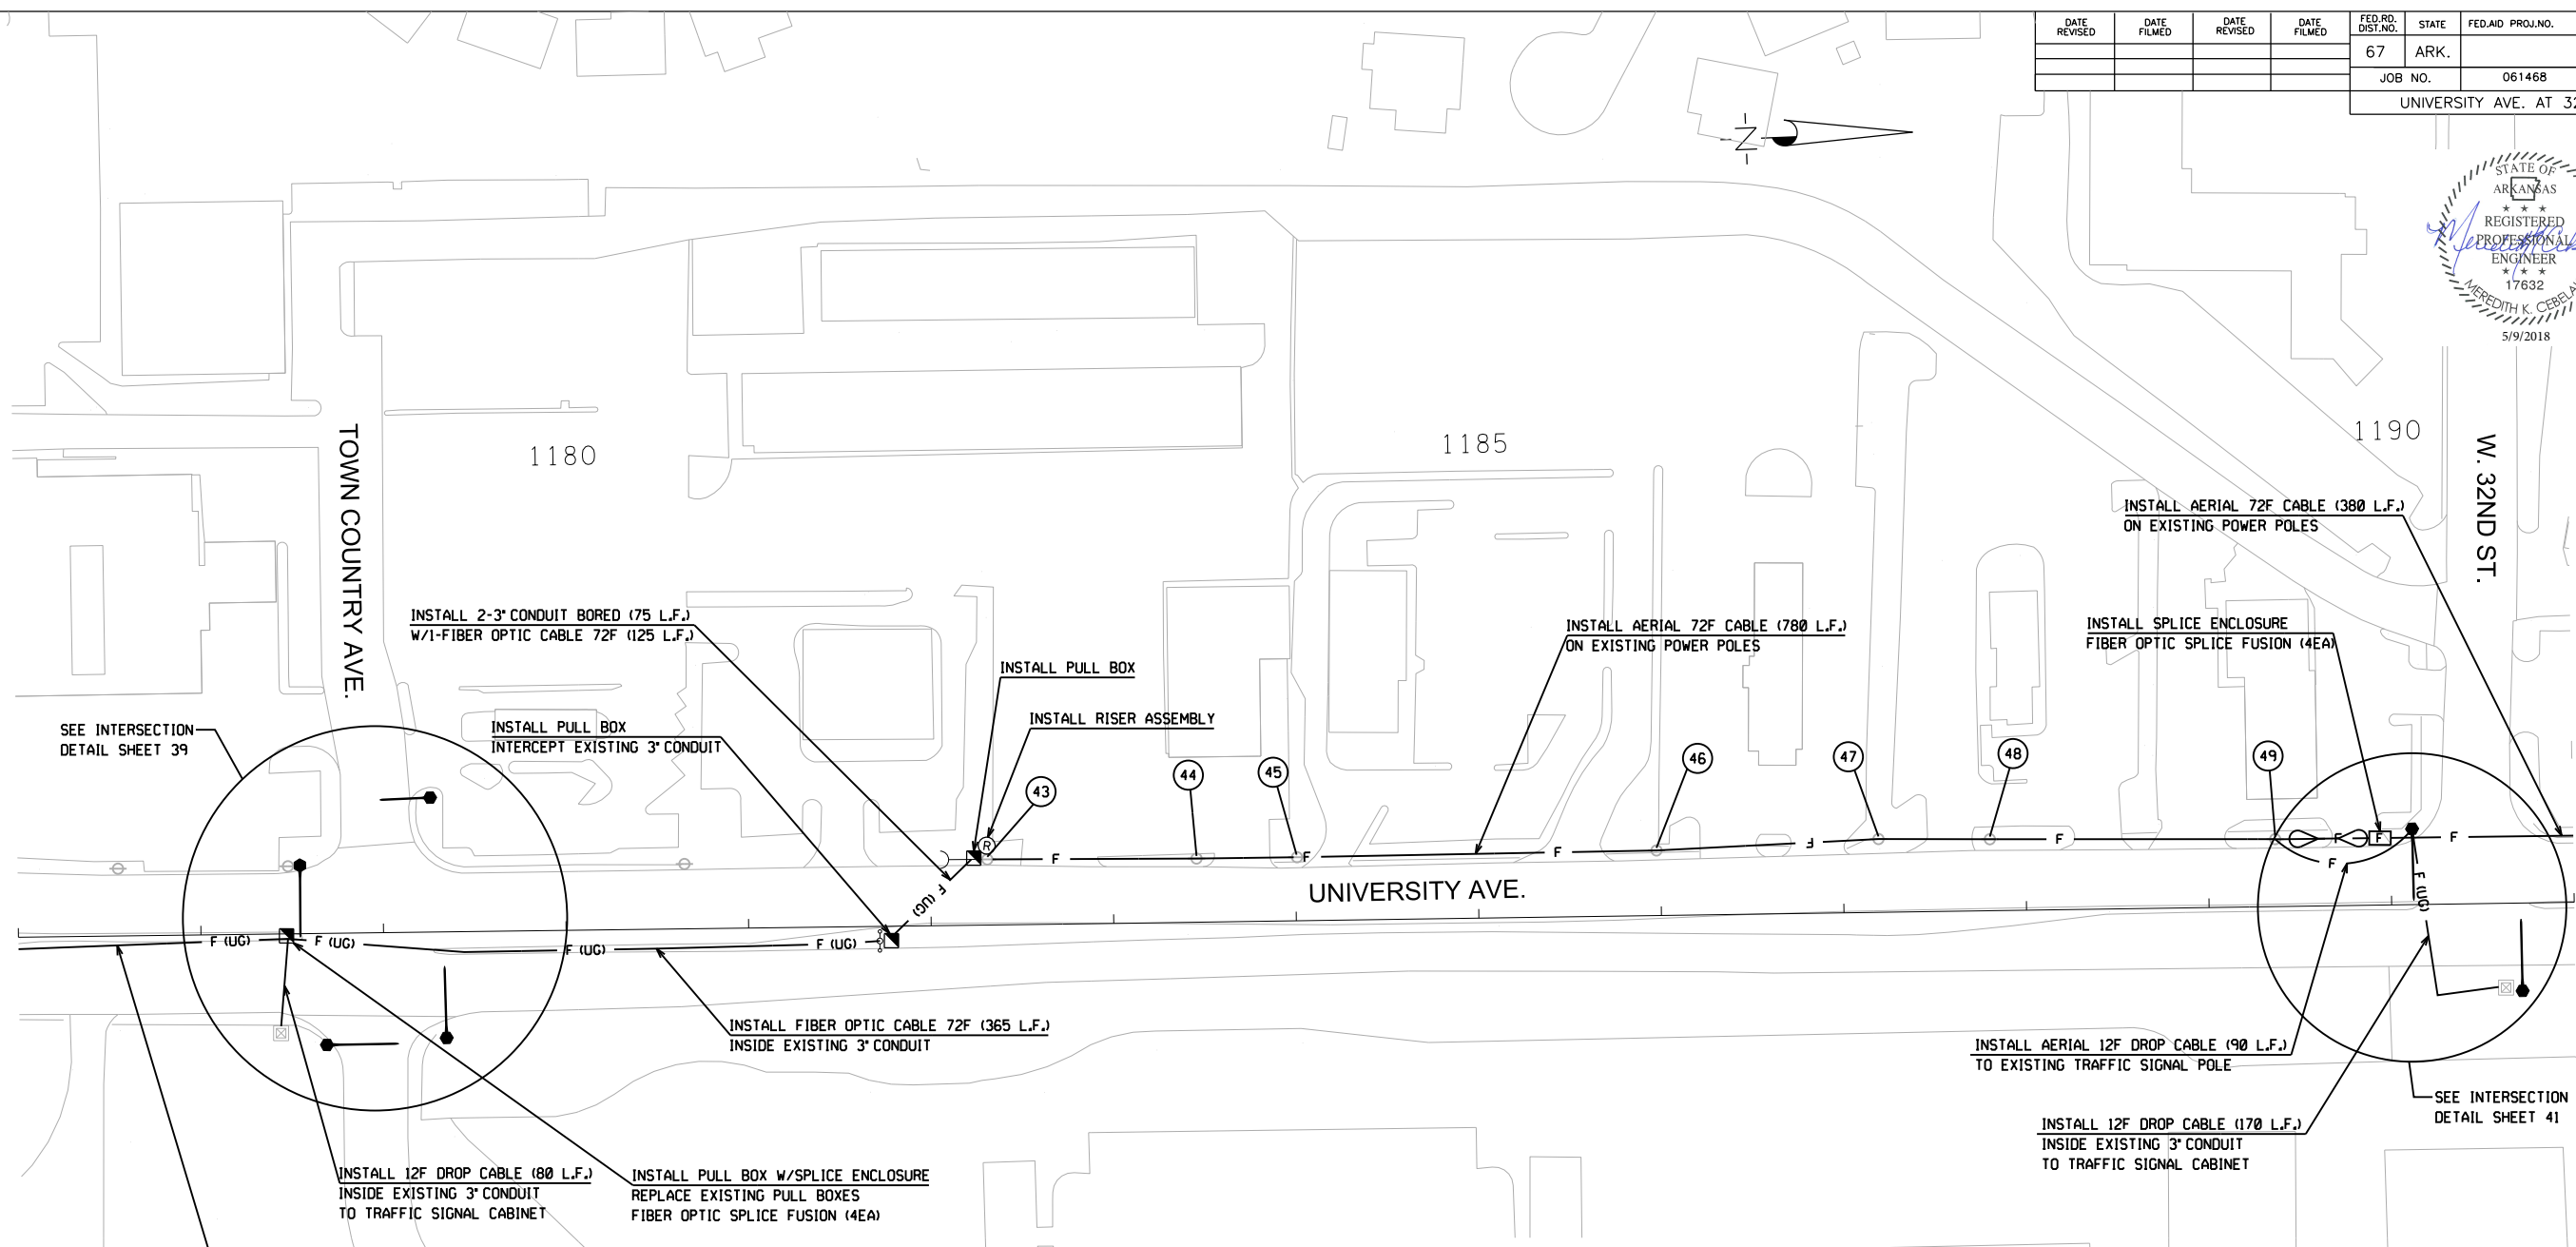 DATE REVISED
DATE FILMED
DATE REVISED
DATE FILMED
FED.RD. DIST.NO.
STATE
FED.AID PROJ.NO.
67
ARK.
JOB NO.
061468
UNIVERSITY AVE. AT
N
STATE OF
ARKANSAS
★ ★ ★
REGISTERED
PROFESSIONAL
ENGINEER
★ ★ ★
17632
MEREDITH K.
5/9/2018
1180
1185
1190
TOWN COUNTRY AVE.
W. 32ND ST.
INSTALL AERIAL 72F CABLE (380 L.F.)
ON EXISTING POWER POLES
INSTALL 2-3" CONDUIT BORED (75 L.F.)
W/1-FIBER OPTIC CABLE 72F (125 L.F.)
INSTALL AERIAL 72F CABLE (780 L.F.)
ON EXISTING POWER POLES
INSTALL SPLICE ENCLOSURE
FIBER OPTIC SPLICE FUSION (4EA)
INSTALL PULL BOX
INSTALL RISER ASSEMBLY
SEE INTERSECTION
DETAIL SHEET 39
INSTALL PULL BOX
INTERCEPT EXISTING 3" CONDUIT
43
44
45
46
47
48
49
R
F
F
F
F
F
F
F
F
F
F (UG)
F (UG)
UNIVERSITY AVE.
F (UG)
F (UG)
F (UG)
F (UG)
INSTALL FIBER OPTIC CABLE 72F (365 L.F.)
INSIDE EXISTING 3" CONDUIT
INSTALL AERIAL 12F DROP CABLE (90 L.F.)
TO EXISTING TRAFFIC SIGNAL POLE
SEE INTERSECTION
DETAIL SHEET 41
INSTALL 12F DROP CABLE (170 L.F.)
INSIDE EXISTING 3" CONDUIT
TO TRAFFIC SIGNAL CABINET
INSTALL 12F DROP CABLE (80 L.F.)
INSIDE EXISTING 3" CONDUIT
TO TRAFFIC SIGNAL CABINET
INSTALL PULL BOX W/SPLICE ENCLOSURE
REPLACE EXISTING PULL BOXES
FIBER OPTIC SPLICE FUSION (4EA)